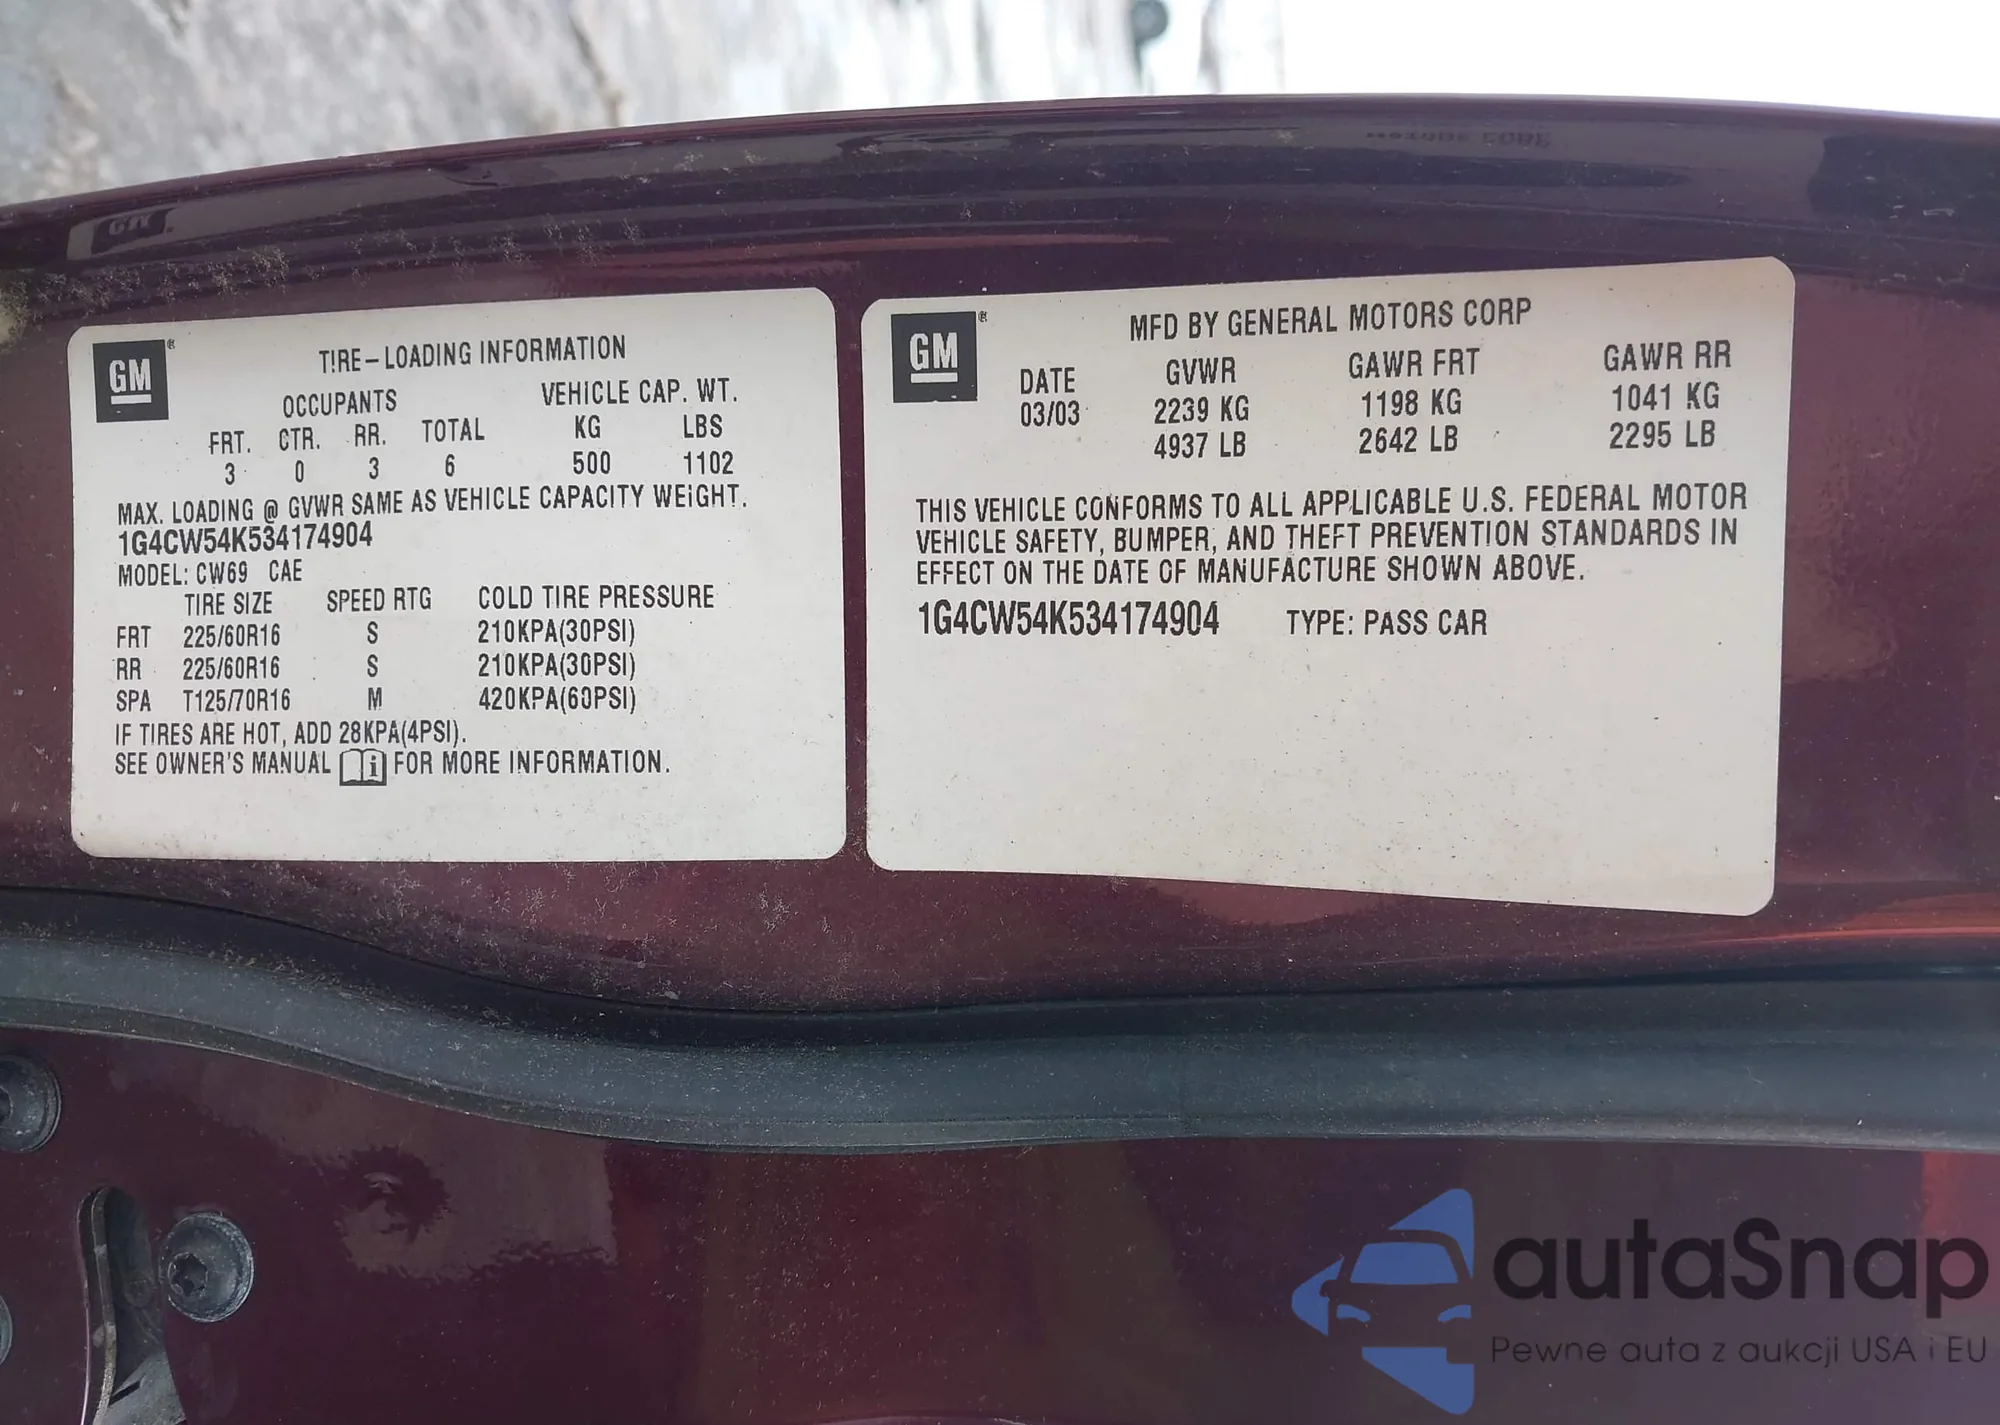 GM®
TIRE-LOADING INFORMATION
OCCUPANTS VEHICLE CAP. WT.
FRT. CTR. RR. TOTAL KG LBS
3 0 3 6 500 1102
MAX. LOADING @ GVWR SAME AS VEHICLE CAPACITY WEIGHT.
1G4CW54K534174904
MODEL: CW69 CAE
TIRE SIZE SPEED RTG COLD TIRE PRESSURE
FRT 225/60R16 S 210KPA(30PSI)
RR 225/60R16 S 210KPA(30PSI)
SPA T125/70R16 M 420KPA(60PSI)
IF TIRES ARE HOT, ADD 28KPA(4PSI).
SEE OWNER'S MANUAL i FOR MORE INFORMATION.
GM®
MFD BY GENERAL MOTORS CORP
DATE GVWR GAWR FRT GAWR RR
03/03 2239 KG 1198 KG 1041 KG
4937 LB 2642 LB 2295 LB
THIS VEHICLE CONFORMS TO ALL APPLICABLE U.S. FEDERAL MOTOR
VEHICLE SAFETY, BUMPER, AND THEFT PREVENTION STANDARDS IN
EFFECT ON THE DATE OF MANUFACTURE SHOWN ABOVE.
1G4CW54K534174904 TYPE: PASS CAR
autaSnap
Pewne auta z aukcji USA i EU